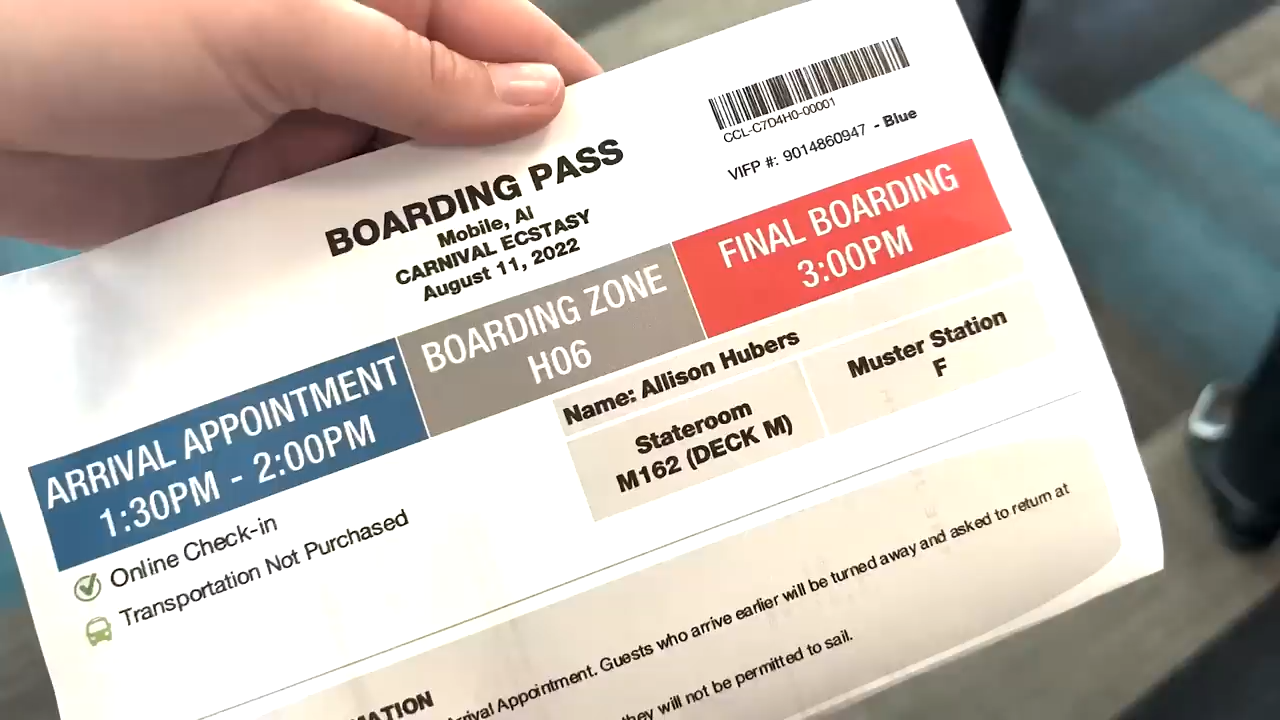 CCL-C7D4H0-00001
VIFP #: 9014860947 - Blue
BOARDING PASS
Mobile, Al
CARNIVAL ECSTASY
August 11, 2022
ARRIVAL APPOINTMENT
1:30PM - 2:00PM
BOARDING ZONE
H06
FINAL BOARDING
3:00PM
Name: Allison Hubers
Stateroom
M162 (DECK M)
Muster Station
F
Online Check-in
Transportation Not Purchased
MATION
rrival Appointment. Guests who arrive earlier will be turned away and asked to return at
they will not be permitted to sail.